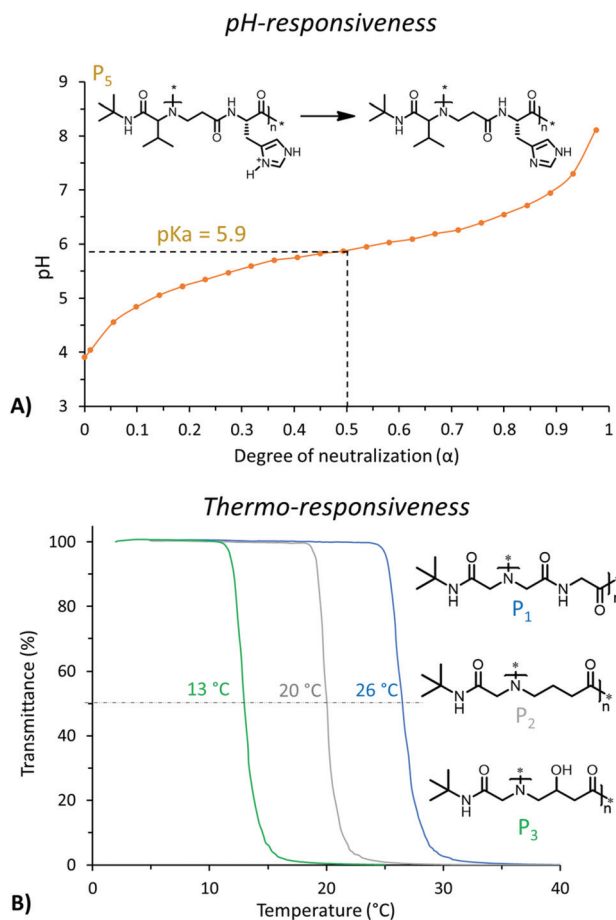 pH-responsiveness
P5
9
8
7
6
5
4
3
pH
pKa = 5.9
O
H
N
O
N
H
*
N
O
n*
NH
N
H
+
O
H
N
O
N
H
*
N
O
n*
NH
N
0 0.1 0.2 0.3 0.4 0.5 0.6 0.7 0.8 0.9 1
Degree of neutralization (α)
A)
Thermo-responsiveness
100
80
60
40
20
0
Transmittance (%)
13 °C 20 °C 26 °C
O * O
N
N
H
N
H
O
n
*
P1
O * O
N
N
H
n
*
P2
O * OH O
N
N
H
n
*
P3
0 10 20 30 40
Temperature (°C)
B)